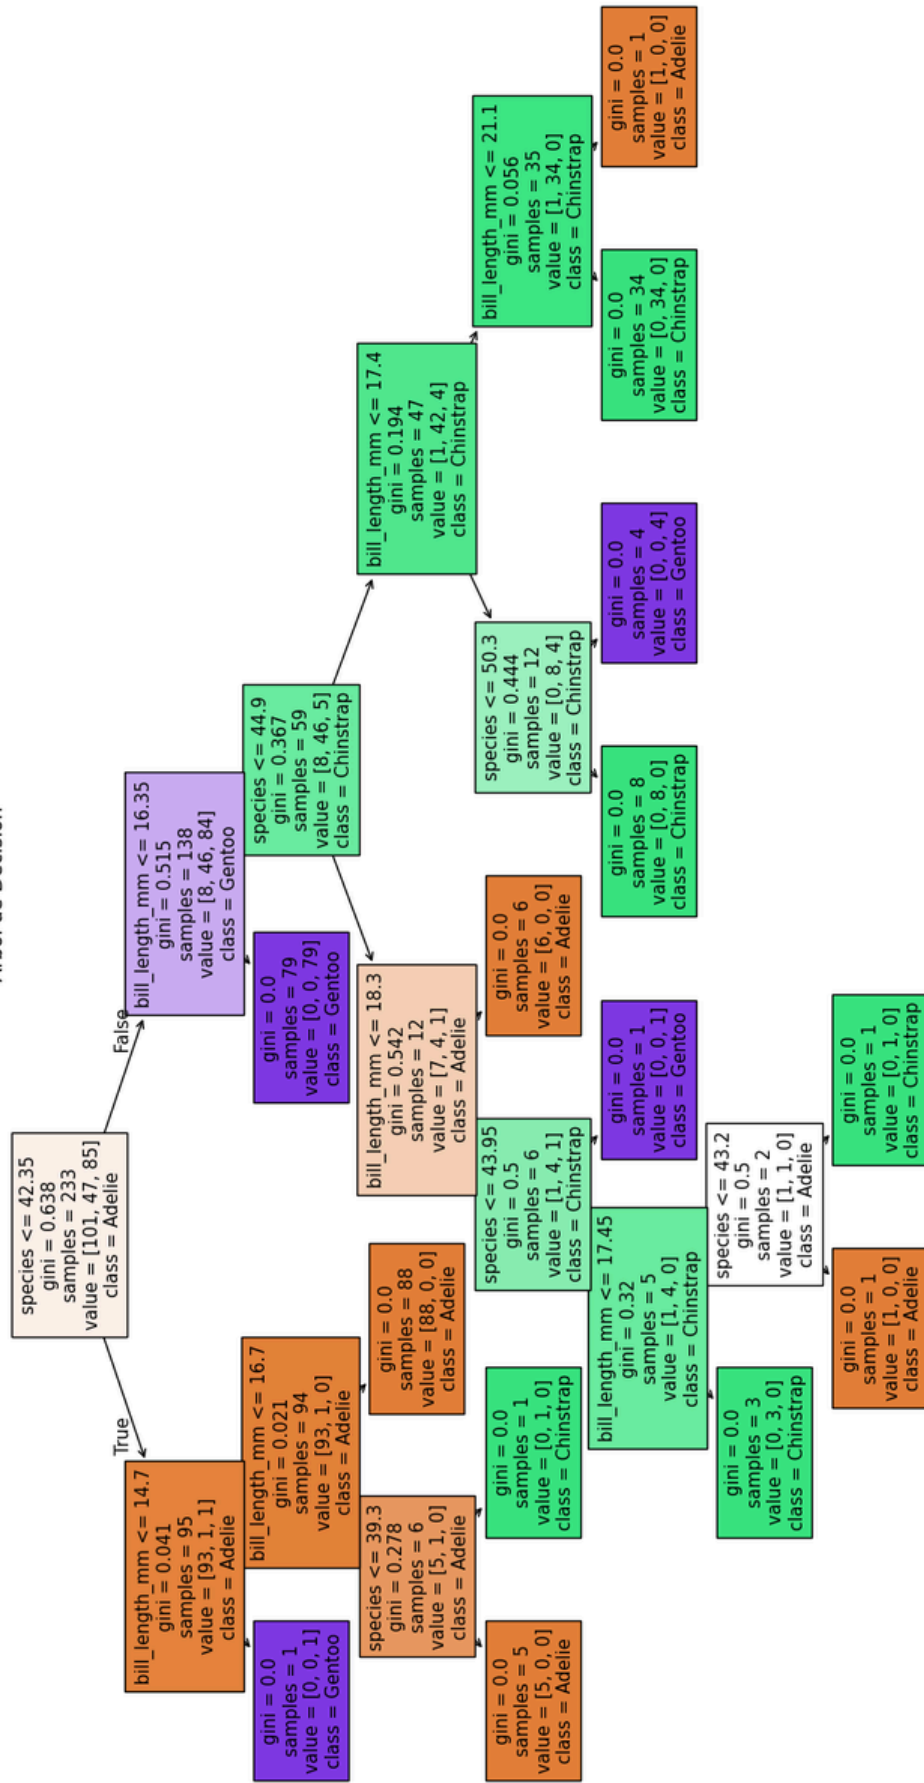 species <= 42.35
gini = 0.638
samples = 233
value = [101, 47, 85]
class = Adelie
True
False
bill_length_mm <= 14.7
gini = 0.041
samples = 95
value = [93, 1, 1]
class = Adelie
bill_length_mm <= 16.35
gini = 0.515
samples = 138
value = [8, 46, 84]
class = Gentoo
gini = 0.0
samples = 1
value = [0, 0, 1]
class = Gentoo
bill_length_mm <= 16.7
gini = 0.021
samples = 94
value = [93, 1, 0]
class = Adelie
gini = 0.0
samples = 79
value = [0, 0, 79]
class = Gentoo
species <= 44.9
gini = 0.367
samples = 59
value = [8, 46, 5]
class = Chinstrap
species <= 39.3
gini = 0.278
samples = 6
value = [5, 1, 0]
class = Adelie
gini = 0.0
samples = 88
value = [88, 0, 0]
class = Adelie
bill_length_mm <= 18.3
gini = 0.542
samples = 12
value = [7, 4, 1]
class = Adelie
bill_length_mm <= 17.4
gini = 0.194
samples = 47
value = [1, 42, 4]
class = Chinstrap
gini = 0.0
samples = 5
value = [5, 0, 0]
class = Adelie
gini = 0.0
samples = 1
value = [0, 1, 0]
class = Chinstrap
species <= 43.95
gini = 0.5
samples = 6
value = [1, 4, 1]
class = Chinstrap
gini = 0.0
samples = 6
value = [6, 0, 0]
class = Adelie
species <= 50.3
gini = 0.444
samples = 12
value = [0, 8, 4]
class = Chinstrap
bill_length_mm <= 21.1
gini = 0.056
samples = 35
value = [1, 34, 0]
class = Chinstrap
bill_length_mm <= 17.45
gini = 0.32
samples = 5
value = [1, 4, 0]
class = Chinstrap
gini = 0.0
samples = 1
value = [0, 0, 1]
class = Gentoo
gini = 0.0
samples = 8
value = [0, 8, 0]
class = Chinstrap
gini = 0.0
samples = 4
value = [0, 0, 4]
class = Gentoo
gini = 0.0
samples = 34
value = [0, 34, 0]
class = Chinstrap
gini = 0.0
samples = 1
value = [1, 0, 0]
class = Adelie
gini = 0.0
samples = 3
value = [0, 3, 0]
class = Chinstrap
species <= 43.2
gini = 0.5
samples = 2
value = [1, 1, 0]
class = Adelie
gini = 0.0
samples = 1
value = [1, 0, 0]
class = Adelie
gini = 0.0
samples = 1
value = [0, 1, 0]
class = Chinstrap